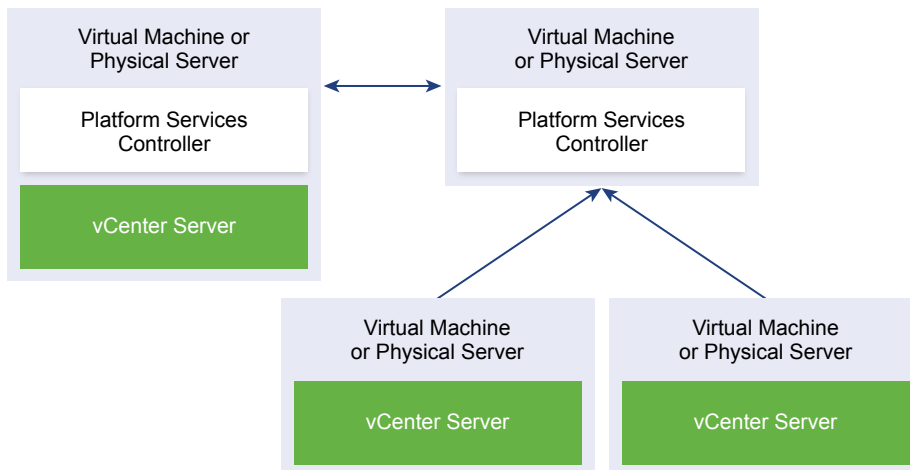 Virtual Machine or
Physical Server
Platform Services
Controller
vCenter Server
Virtual Machine
or Physical Server
Platform Services
Controller
Virtual Machine
or Physical Server
vCenter Server
Virtual Machine
or Physical Server
vCenter Server